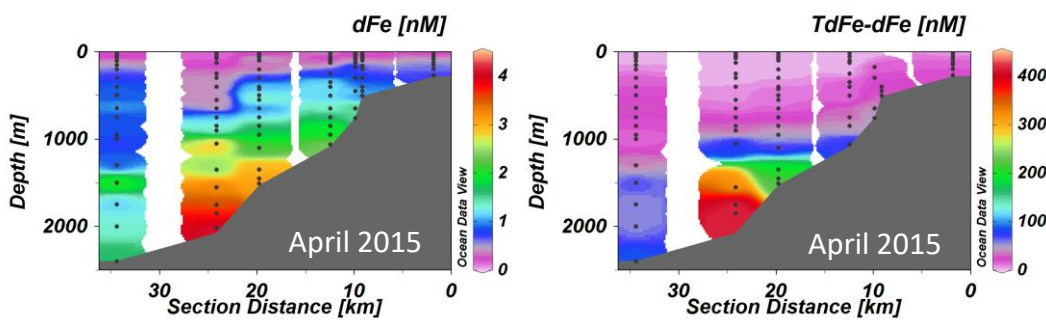 dFe [nM]
0
1000
2000
Depth [m]
30
20
10
0
Section Distance [km]
April 2015
Ocean Data View
4
3
2
1
0
TdFe-dFe [nM]
0
1000
2000
Depth [m]
30
20
10
0
Section Distance [km]
April 2015
Ocean Data View
400
300
200
100
0